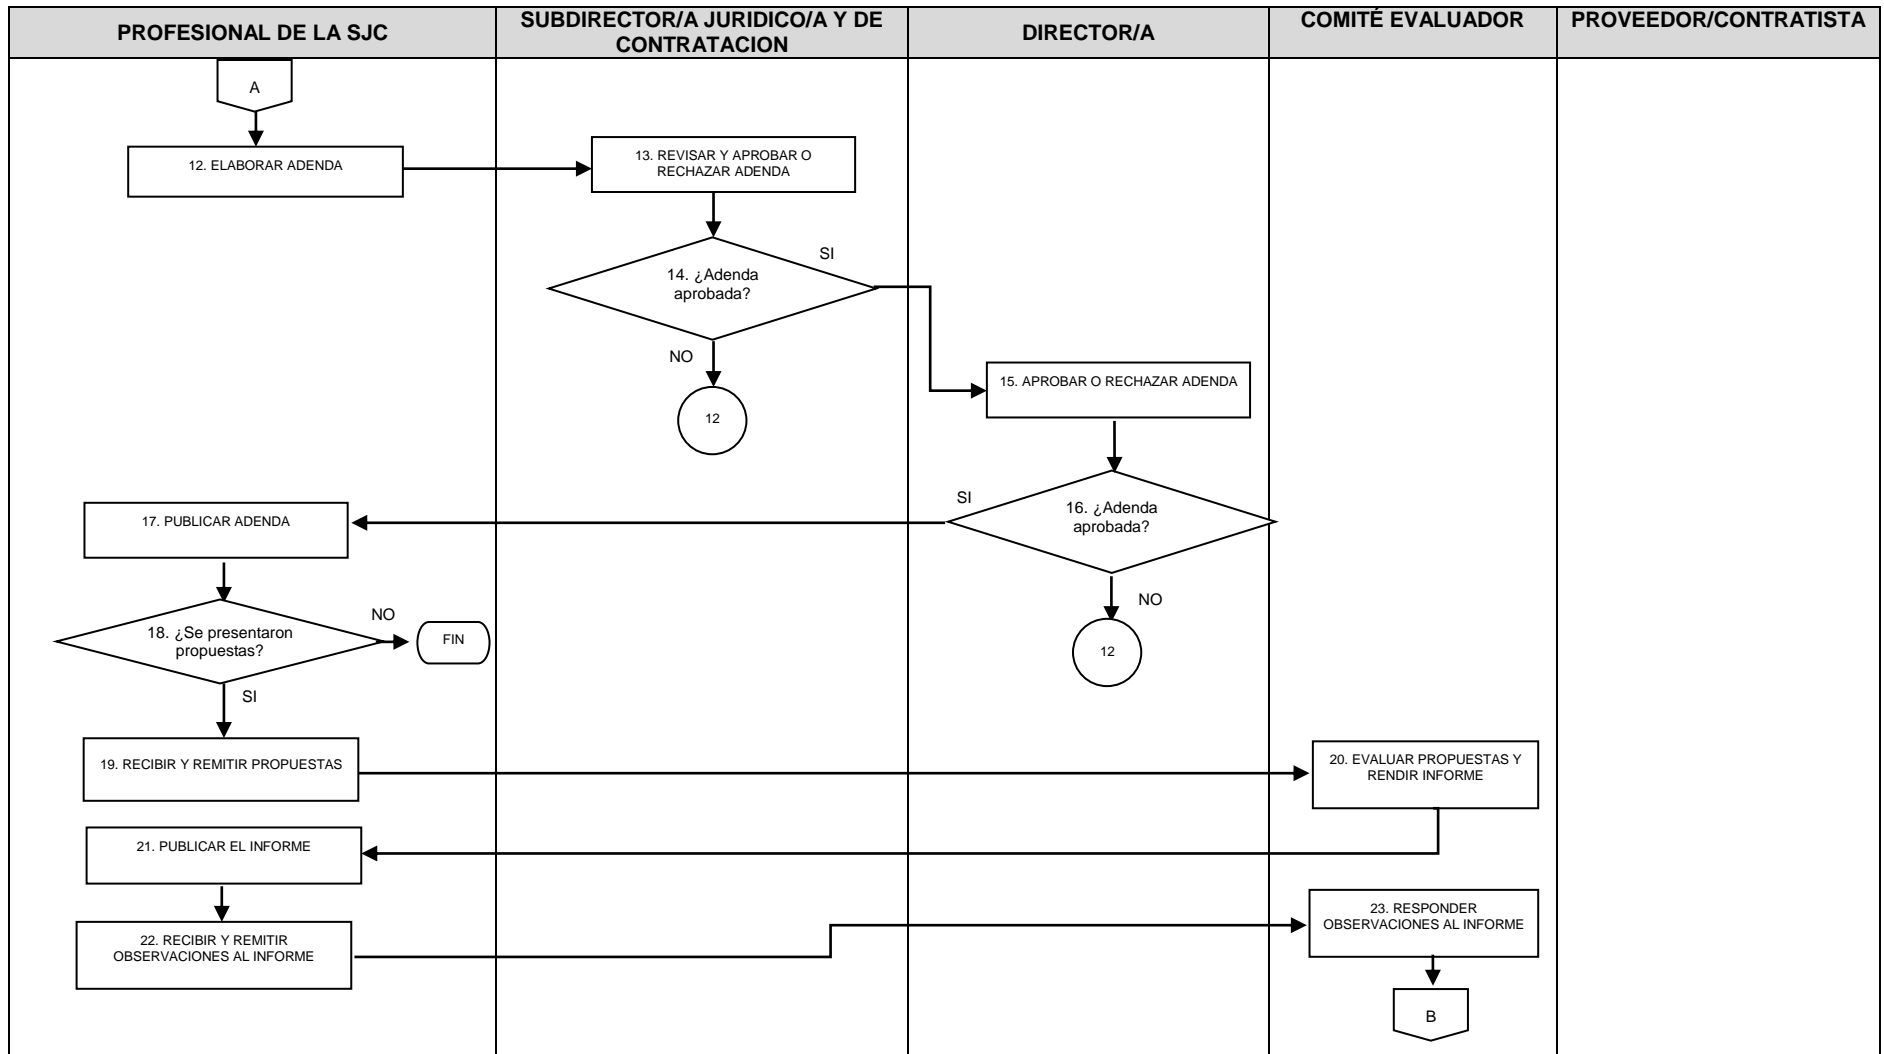 PROFESIONAL DE LA SJC
SUBDIRECTOR/A JURIDICO/A Y DE
CONTRATACION
DIRECTOR/A
COMITÉ EVALUADOR
PROVEEDOR/CONTRATISTA
A
12. ELABORAR ADENDA
13. REVISAR Y APROBAR O
RECHAZAR ADENDA
14. ¿Adenda
aprobada?
SI
NO
12
15. APROBAR O RECHAZAR ADENDA
16. ¿Adenda
aprobada?
SI
NO
12
17. PUBLICAR ADENDA
18. ¿Se presentaron
propuestas?
NO
FIN
SI
19. RECIBIR Y REMITIR PROPUESTAS
20. EVALUAR PROPUESTAS Y
RENDIR INFORME
21. PUBLICAR EL INFORME
22. RECIBIR Y REMITIR
OBSERVACIONES AL INFORME
23. RESPONDER
OBSERVACIONES AL INFORME
B